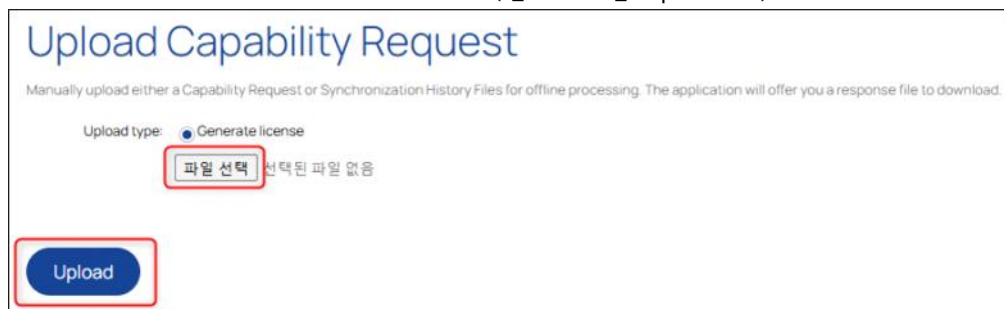 Upload Capability Request
Manually upload either a Capability Request or Synchronization History Files for offline processing. The application will offer you a response file to download.
Upload type: Generate license
파일 선택 선택된 파일 없음
Upload